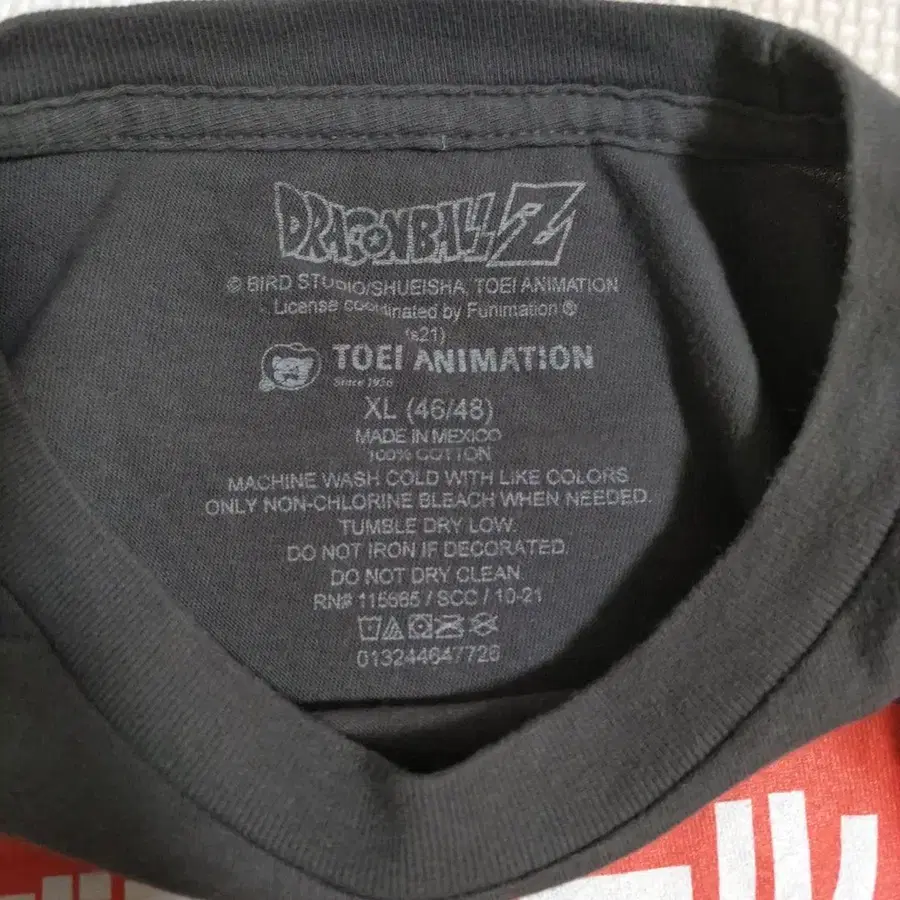 DRAGONBALL Z
© BIRD STUDIO/SHUEISHA, TOEI ANIMATION
License coordinated by Funimation ®
TOEI ANIMATION
Since 1956
XL (46/48)
MADE IN MEXICO
100% COTTON
MACHINE WASH COLD WITH LIKE COLORS
ONLY NON-CHLORINE BLEACH WHEN NEEDED.
TUMBLE DRY LOW.
DO NOT IRON IF DECORATED.
DO NOT DRY CLEAN.
RN# 115665 / SCC / 10-21
013244647726